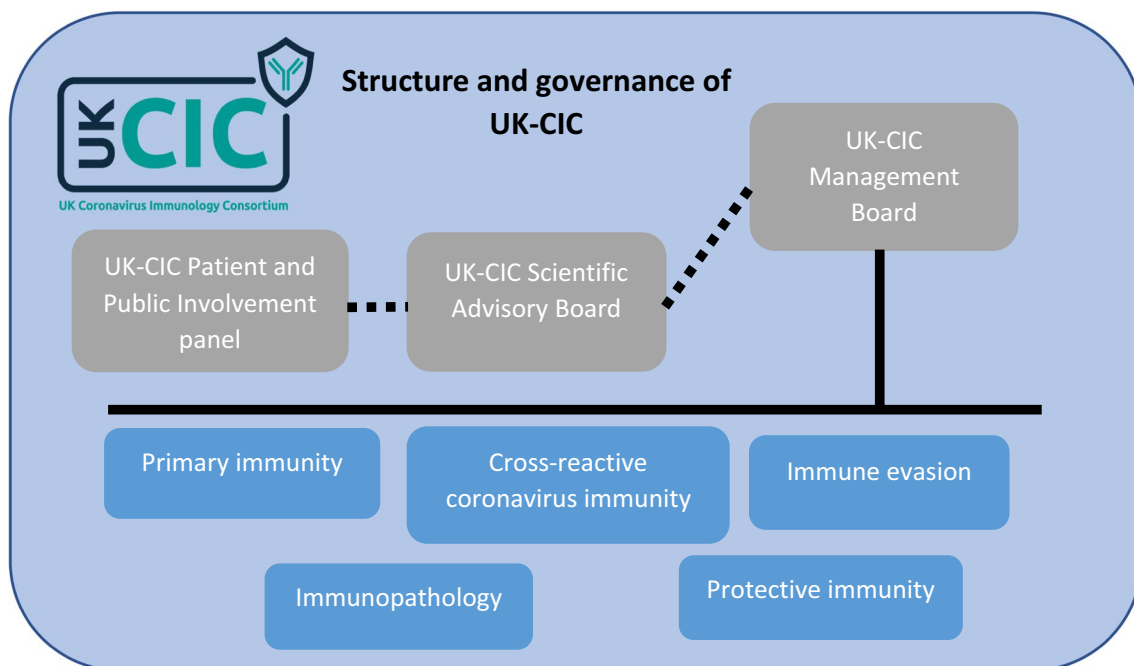 UK
CIC
UK Coronavirus Immunology Consortium
Structure and governance of
UK-CIC
UK-CIC
Management
Board
UK-CIC Patient and
Public Involvement
panel
UK-CIC Scientific
Advisory Board
Primary immunity
Cross-reactive
coronavirus immunity
Immune evasion
Immunopathology
Protective immunity